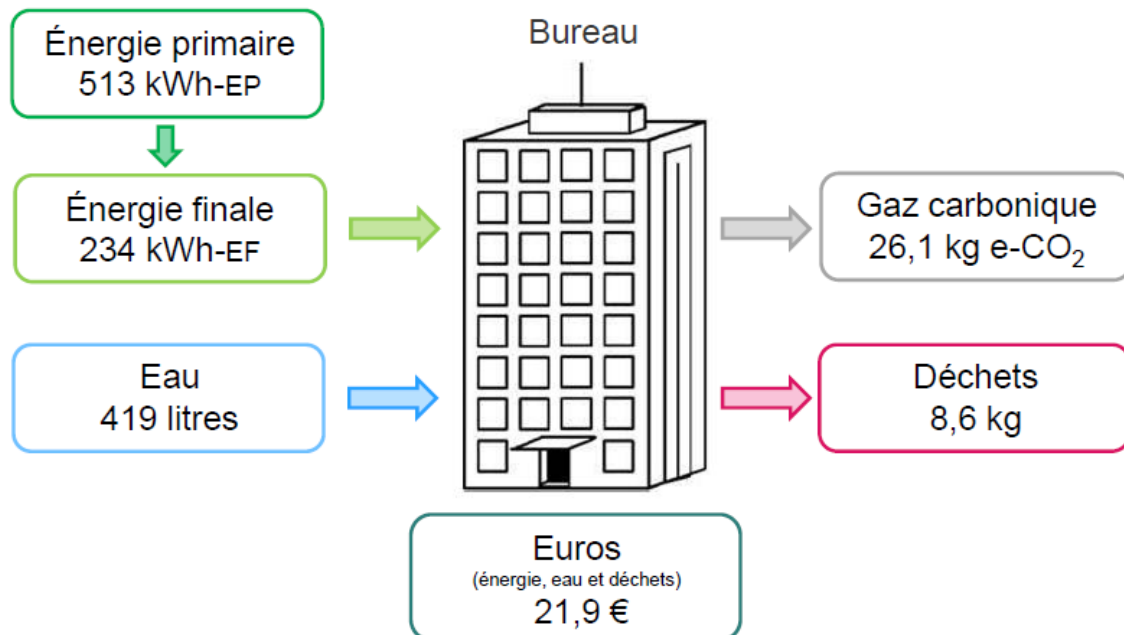 Bureau
Énergie primaire
513 kWh-EP
Énergie finale
234 kWh-EF
Gaz carbonique
26,1 kg e-CO₂
Eau
419 litres
Déchets
8,6 kg
Euros
(énergie, eau et déchets)
21,9 €